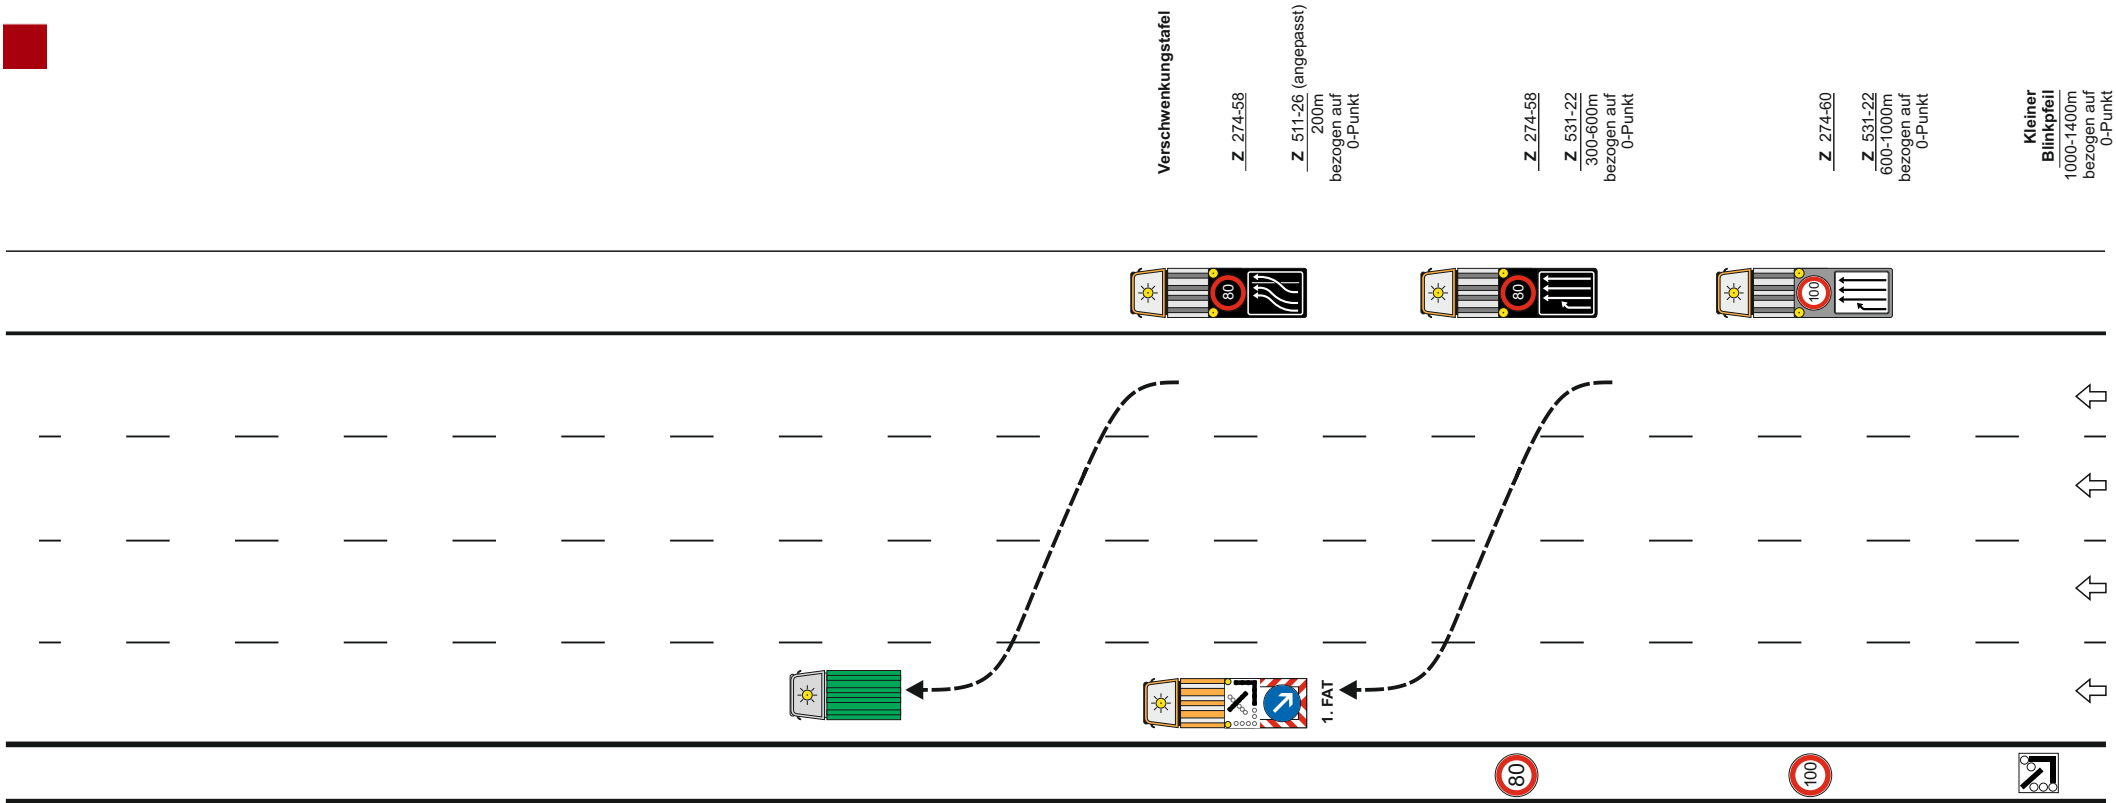 Verschwenkungstafel
Z 274-58
Z 511-26 (angepasst)
200m
bezogen auf
0-Punkt
Z 274-58
Z 531-22
300-600m
bezogen auf
0-Punkt
Z 274-60
Z 531-22
600-1000m
bezogen auf
0-Punkt
Kleiner
Blinkpfeil
1000-1400m
bezogen auf
0-Punkt
80
80
100
1. FAT
80
100